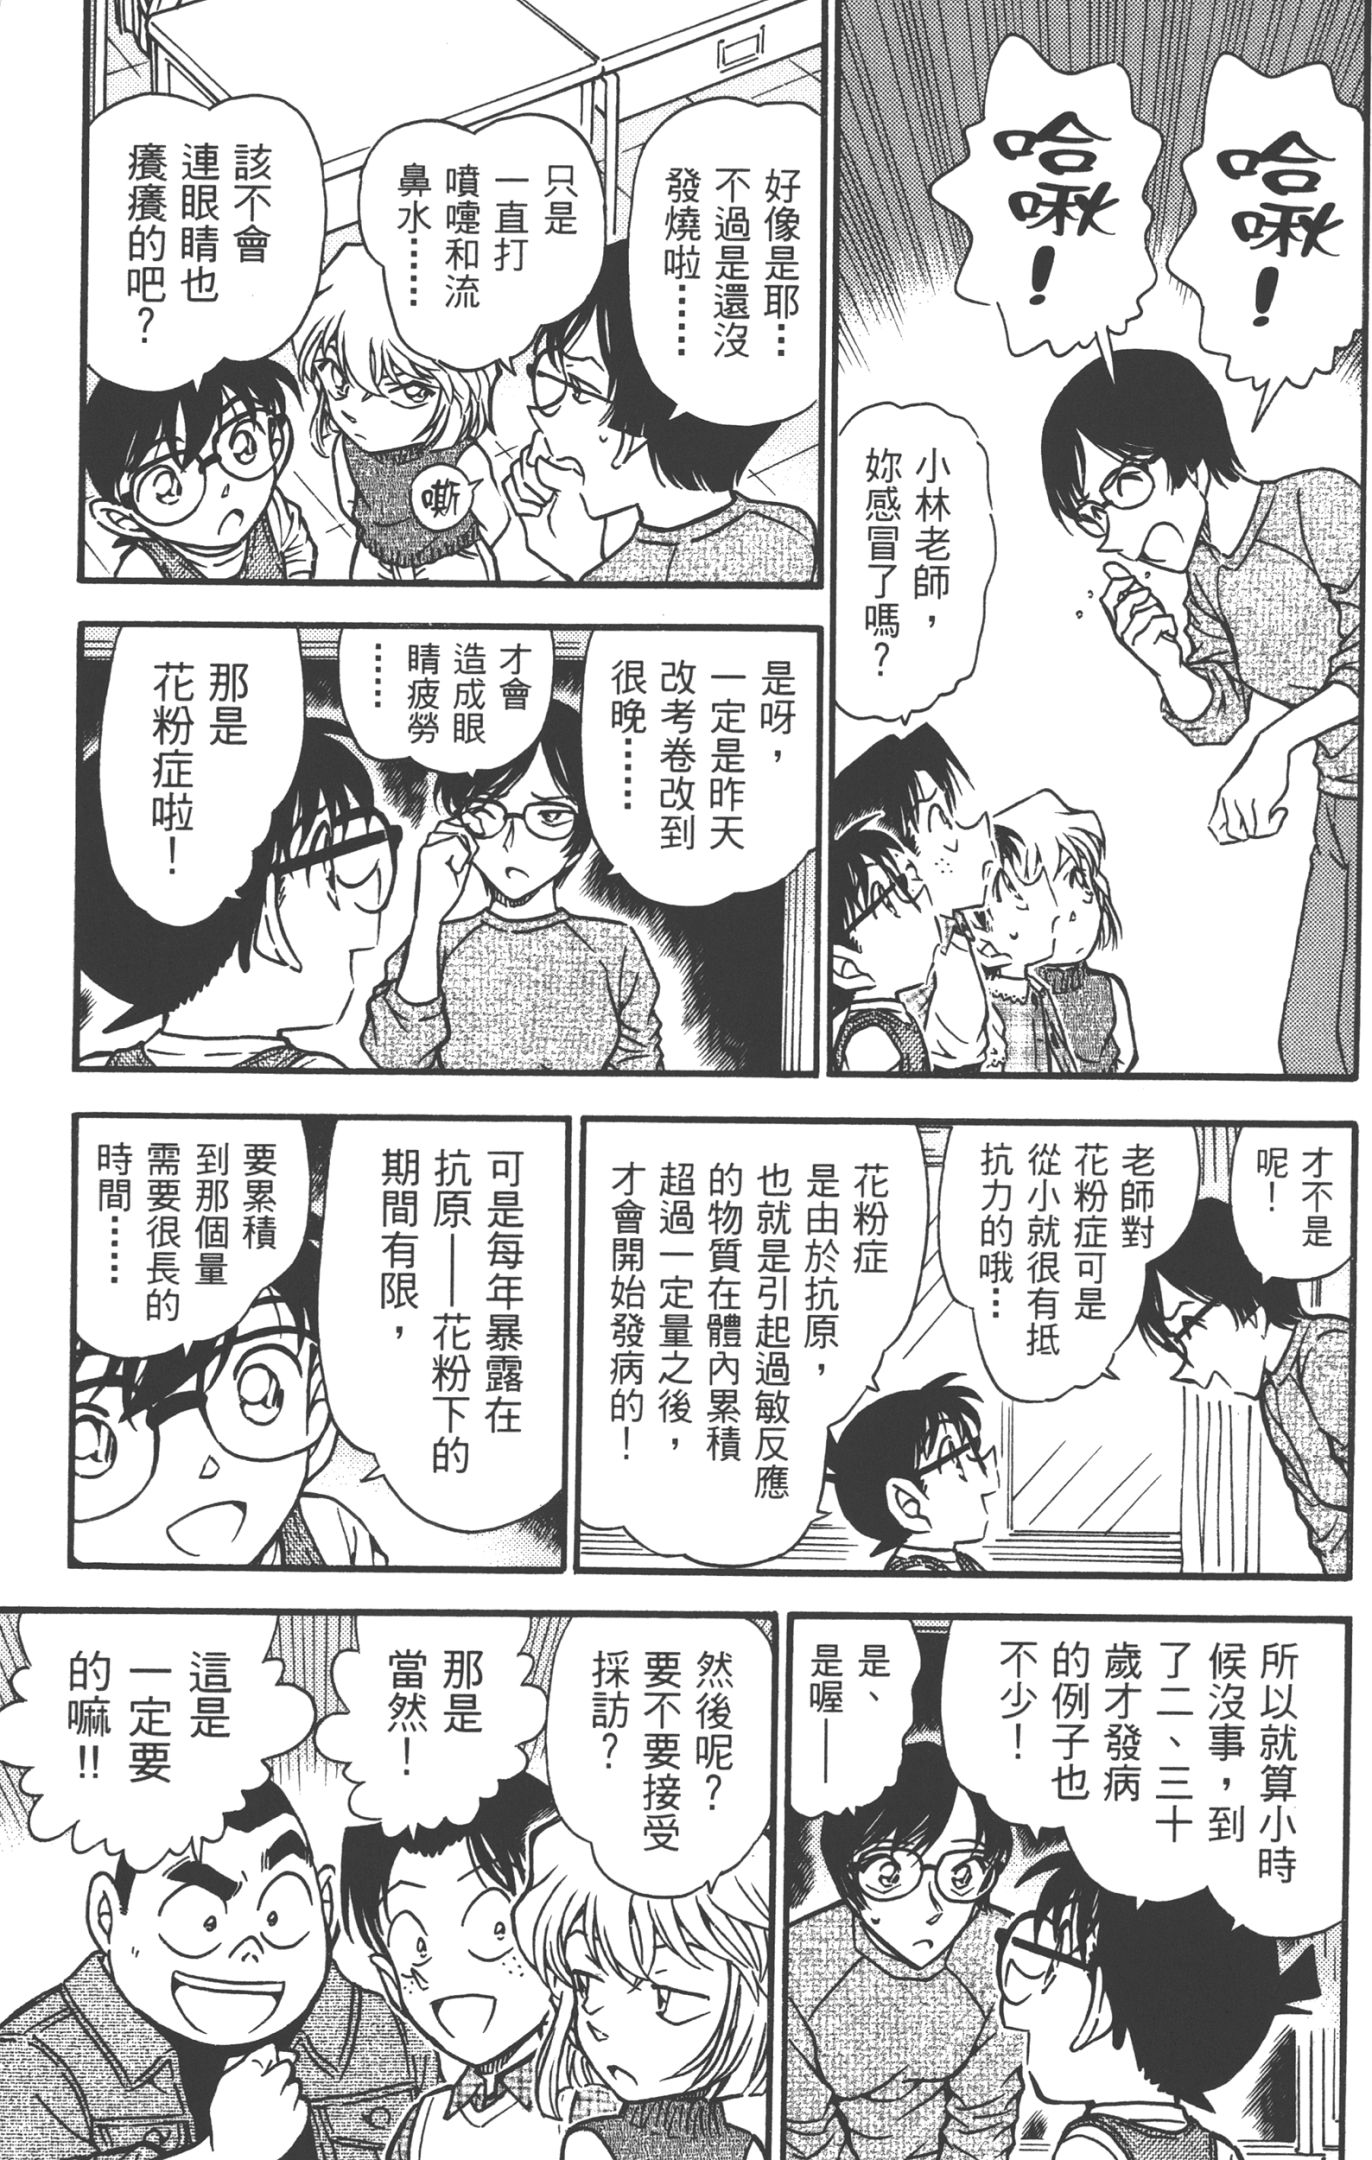 哈啾!
哈啾!
小林老師,
妳感冒了嗎?
好像是耶…
不過是還沒
發燒啦……
只是
一直打
噴嚏和流
鼻水……
嘶
該不會
連眼睛也
癢癢的吧?
是呀,
一定是昨天
改考卷改到
很晚……
才會
造成眼
睛疲勞
……
那是
花粉症啦!
才不是
呢!
老師對
花粉症可是
從小就很有抵
抗力的哦…
花粉症
是由於抗原,
也就是引起過敏反應
的物質在體內累積
超過一定量之後,
才會開始發病的!
可是每年暴露在
抗原——花粉下的
期間有限,
要累積
到那個量
需要很長的
時間……
所以就算小時
候沒事,到
了二、三十
歲才發病
的例子也
不少!
是、
是喔——
然後呢?
要不要接受
採訪?
那是
當然!
這是
一定要
的嘛!!